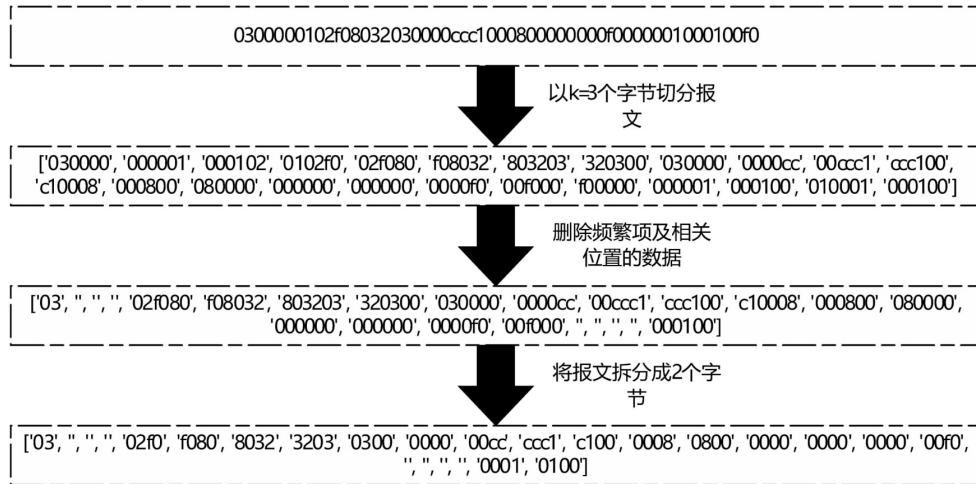 0300000102f08032030000ccc1000800000000f0000001000100f0
以k=3个字节切分报
文
['030000', '000001', '000102', '0102f0', '02f080', 'f08032', '803203', '320300', '030000', '0000cc', '00ccc1', 'ccc100',
'c10008', '000800', '080000', '000000', '000000', '0000f0', '00f000', 'f00000', '000001', '000100', '010001', '000100']
删除频繁项及相关
位置的数据
['03', '', '', '', '02f080', 'f08032', '803203', '320300', '030000', '0000cc', '00ccc1', 'ccc100', 'c10008', '000800', '080000',
'000000', '000000', '0000f0', '00f000', '', '', '', '', '000100']
将报文拆分成2个字
节
['03', '', '', '', '02f0', 'f080', '8032', '3203', '0300', '0000', '00cc', 'ccc1', 'c100', '0008', '0800', '0000', '0000', '0000', '00f0',
'', '', '', '', '0001', '0100']